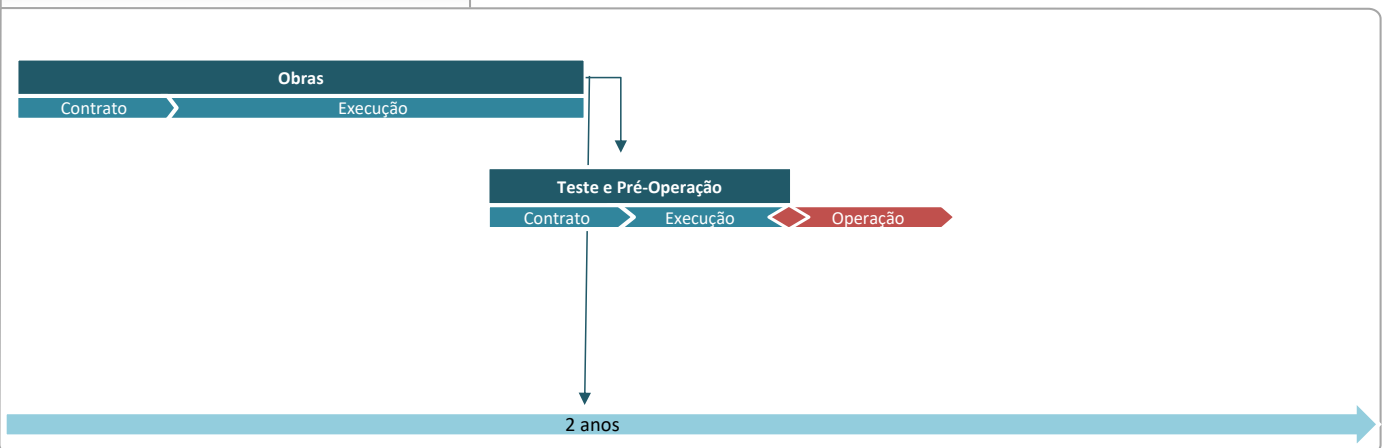 Obras
Contrato
Execução
Teste e Pré-Operação
Contrato
Execução
Operação
2 anos